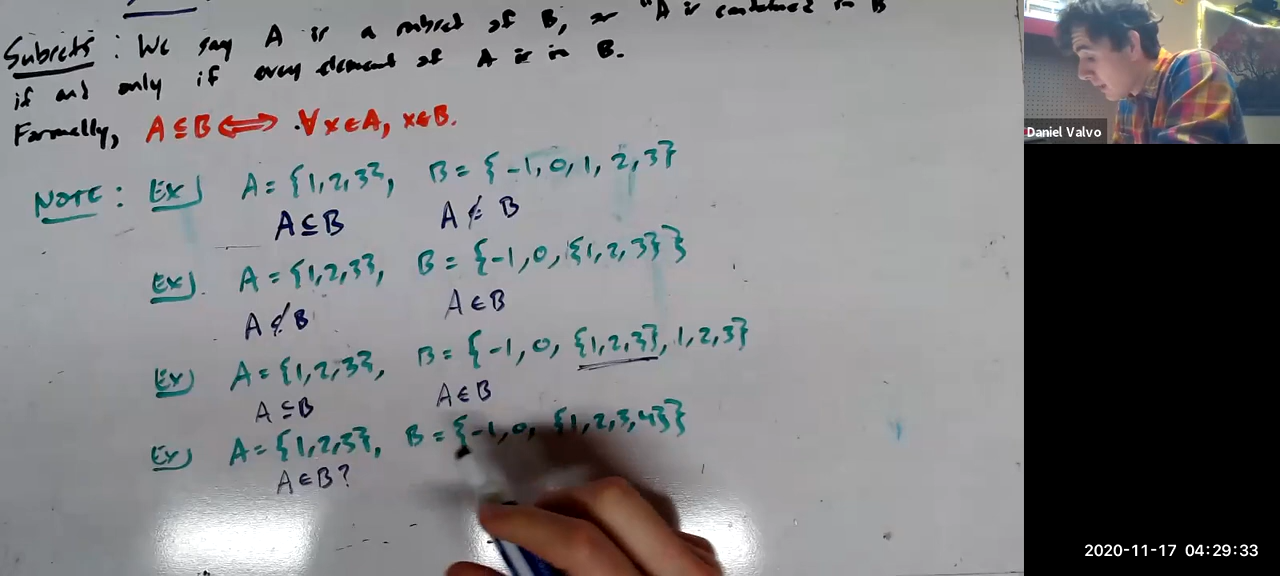 Subsets: We say A is a subset of B, or "A is contained in B
if and only if every element of A is in B.
Formally, A ⊆ B ⟺ ∀ x ∈ A, x ∈ B.
NOTE: Ex) A = {1,2,3}, B = {-1, 0, 1, 2, 3}
A ⊆ B A ∉ B
Ex) A = {1,2,3}, B = {-1, 0, {1,2,3}}
A ⊈ B A ∈ B
Ex) A = {1,2,3}, B = {-1, 0, {1,2,3}, 1,2,3}
A ⊆ B A ∈ B
Ex) A = {1,2,3}, B = {-1, 0, {1,2,3,4}}
A ∈ B?
Daniel Valvo
2020-11-17 04:29:33